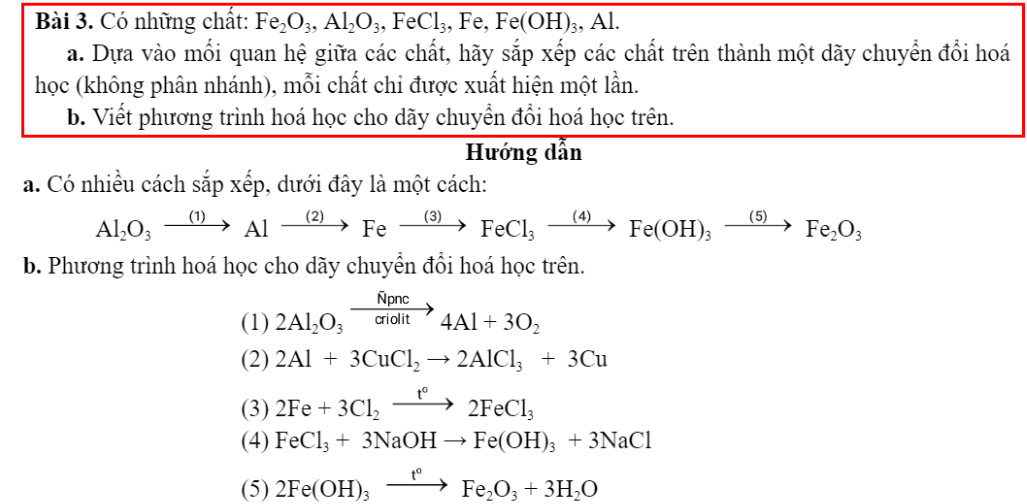 Bài 3. Có những chất: Fe₂O₃, Al₂O₃, FeCl₃, Fe, Fe(OH)₃, Al.
a. Dựa vào mối quan hệ giữa các chất, hãy sắp xếp các chất trên thành một dãy chuyển đổi hoá
học (không phân nhánh), mỗi chất chỉ được xuất hiện một lần.
b. Viết phương trình hoá học cho dãy chuyển đổi hoá học trên.
Hướng dẫn
a. Có nhiều cách sắp xếp, dưới đây là một cách:
Al₂O₃ —(1)→ Al —(2)→ Fe —(3)→ FeCl₃ —(4)→ Fe(OH)₃ —(5)→ Fe₂O₃
b. Phương trình hoá học cho dãy chuyển đổi hoá học trên.
(1) 2Al₂O₃ —Ñpnc/criolit→ 4Al + 3O₂
(2) 2Al + 3CuCl₂ → 2AlCl₃ + 3Cu
(3) 2Fe + 3Cl₂ —t°→ 2FeCl₃
(4) FeCl₃ + 3NaOH → Fe(OH)₃ + 3NaCl
(5) 2Fe(OH)₃ —t°→ Fe₂O₃ + 3H₂O